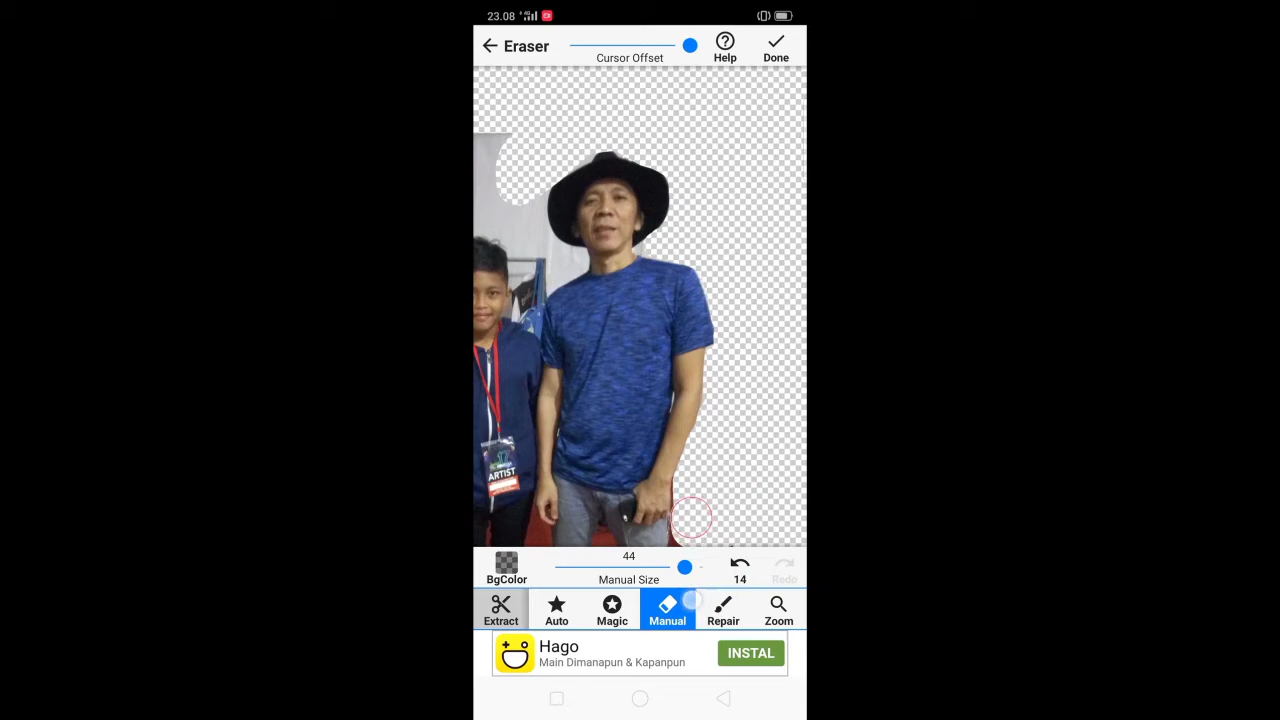 23.08
Eraser
Cursor Offset
Help
Done
ARTIST
44
BgColor
Manual Size
14
Redo
Extract
Auto
Magic
Manual
Repair
Zoom
Hago
Main Dimanapun & Kapanpun
INSTAL